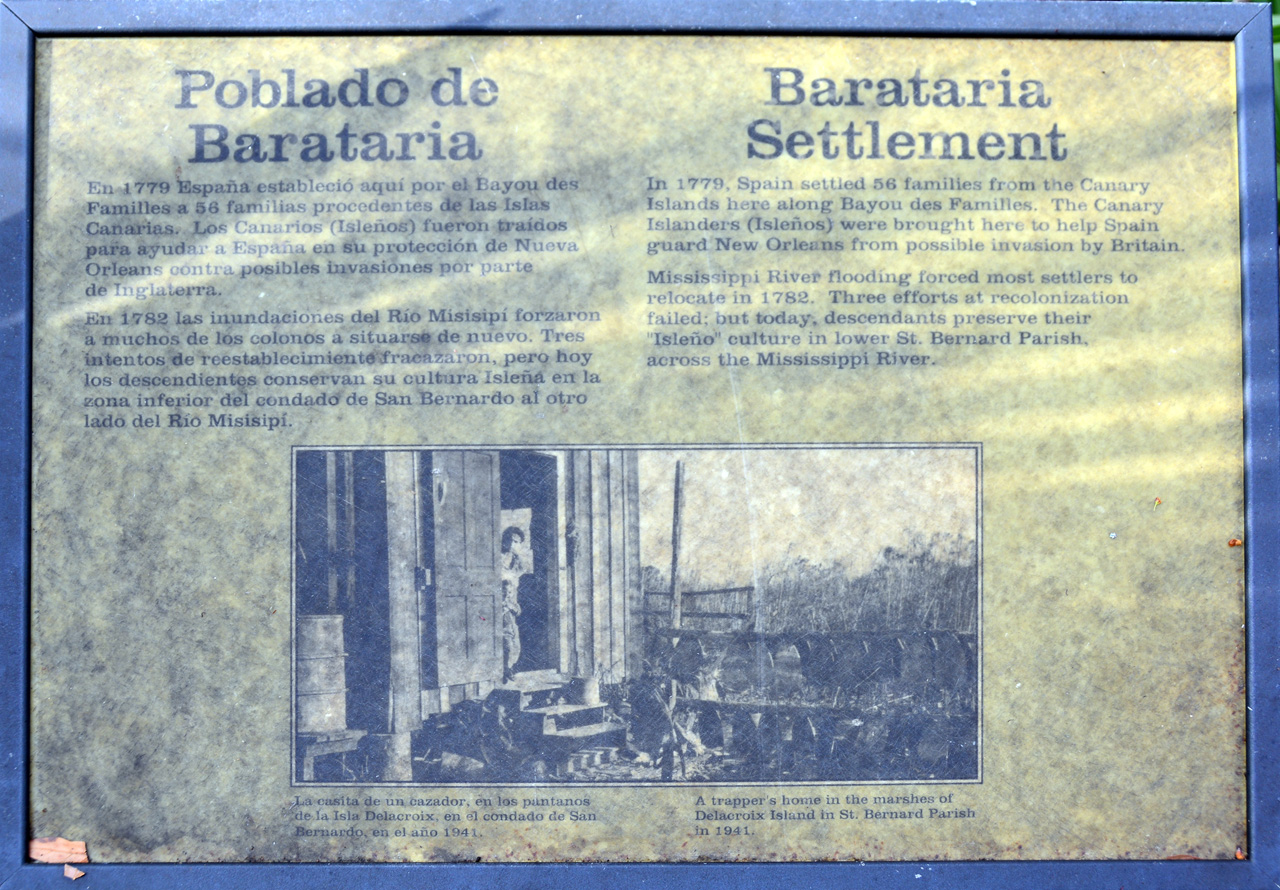 Poblado de
Barataria
En 1779 España estableció aquí por el Bayou des
Familles a 56 familias procedentes de las Islas
Canarias. Los Canarios (Isleños) fueron traídos
para ayudar a España en su protección de Nueva
Orleans contra posibles invasiones por parte
de Inglaterra.
En 1782 las inundaciones del Río Misisipí forzaron
a muchos de los colonos a situarse de nuevo. Tres
intentos de reestablecimiento fracazaron, pero hoy
los descendientes conservan su cultura Isleña en la
zona inferior del condado de San Bernardo al otro
lado del Río Misisipí.
Barataria
Settlement
In 1779, Spain settled 56 families from the Canary
Islands here along Bayou des Familles. The Canary
Islanders (Isleños) were brought here to help Spain
guard New Orleans from possible invasion by Britain.
Mississippi River flooding forced most settlers to
relocate in 1782. Three efforts at recolonization
failed; but today, descendants preserve their
"Isleño" culture in lower St. Bernard Parish,
across the Mississippi River.
La casita de un cazador, en los pantanos
de la Isla Delacroix, en el condado de San
Bernardo, en el año 1941.
A trapper's home in the marshes of
Delacroix Island in St. Bernard Parish
in 1941.